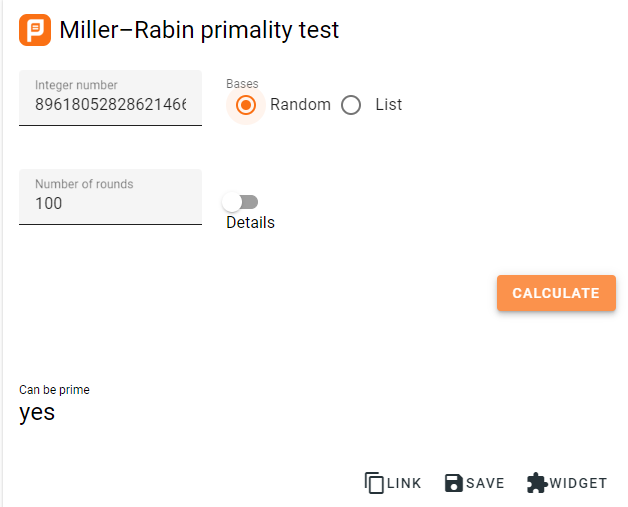 Miller–Rabin primality test
Integer number
Bases
8961805282862146
Random
List
Number of rounds
100
Details
CALCULATE
Can be prime
yes
LINK
SAVE
WIDGET